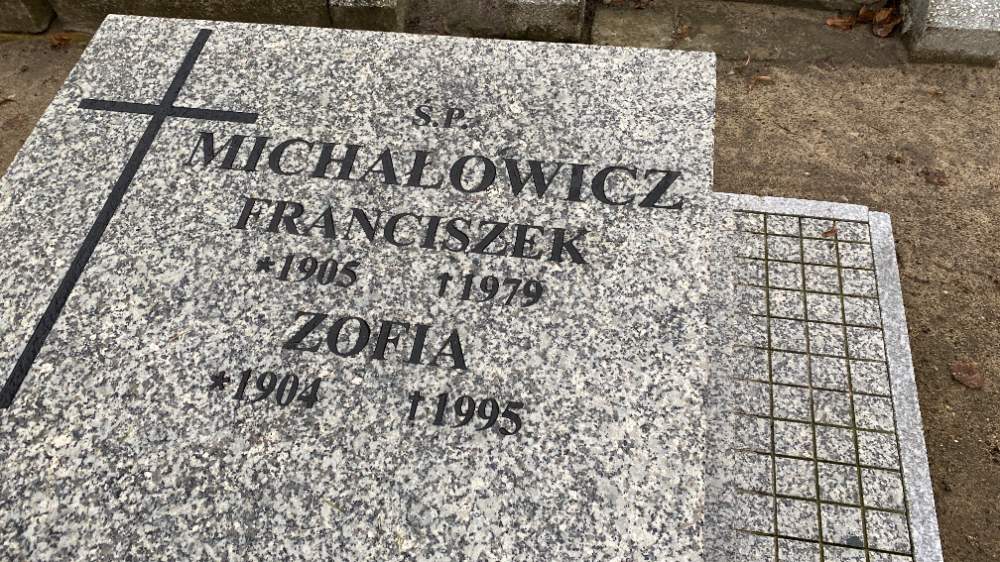 S.P.
MICHAŁOWICZ
FRANCISZEK
*1905 †1979
ZOFIA
*1904 †1995